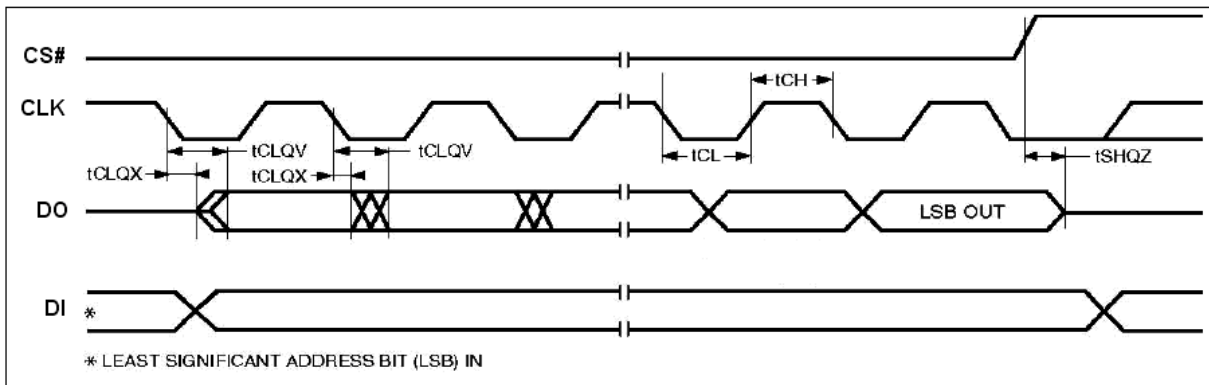 CS#
tCH
CLK
tCLQV
tCLQV
tCL
tSHQZ
tCLQX
tCLQX
DO
LSB OUT
DI
*
* LEAST SIGNIFICANT ADDRESS BIT (LSB) IN